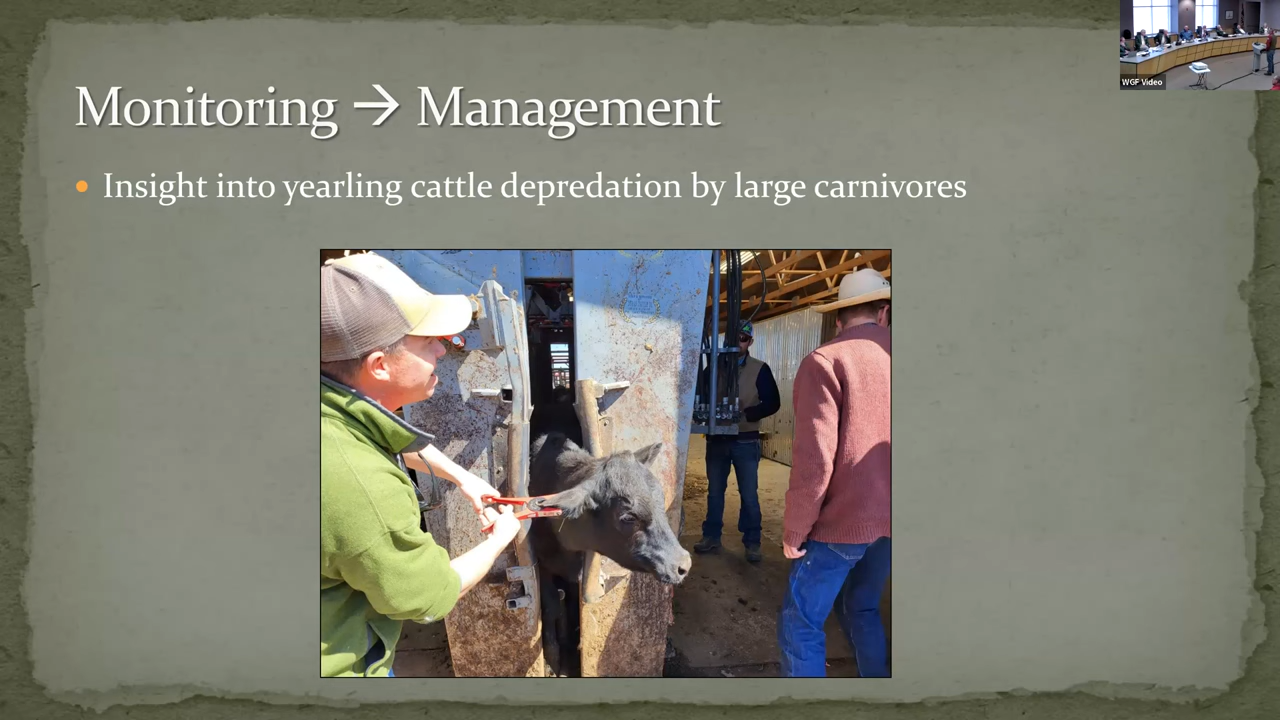 WGF Video
Monitoring → Management
• Insight into yearling cattle depredation by large carnivores